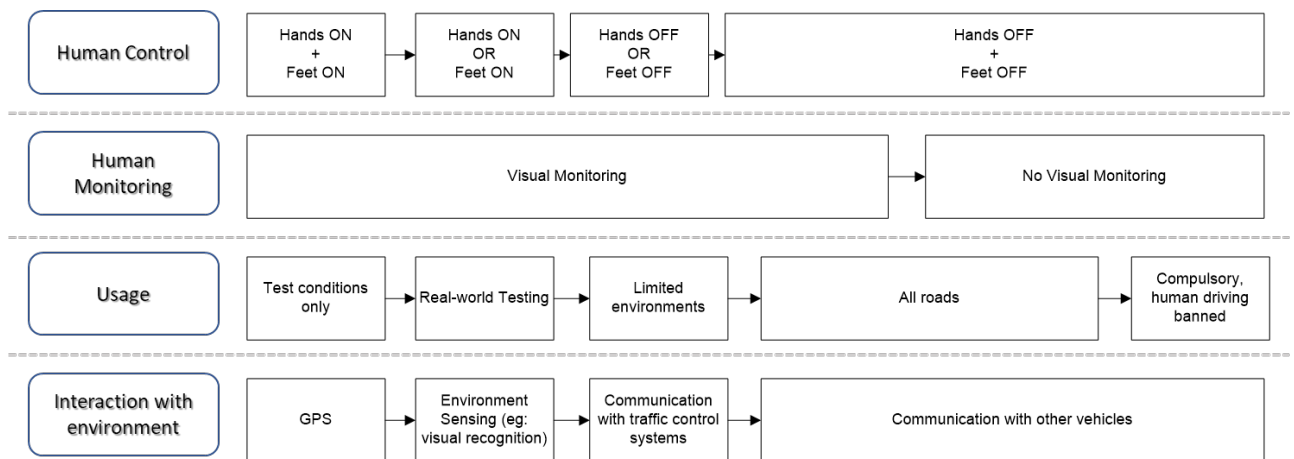 Human Control
Hands ON
+
Feet ON
Hands ON
OR
Feet ON
Hands OFF
OR
Feet OFF
Hands OFF
+
Feet OFF
Human
Monitoring
Visual Monitoring
No Visual Monitoring
Usage
Test conditions
only
Real-world Testing
Limited
environments
All roads
Compulsory,
human driving
banned
Interaction with
environment
GPS
Environment
Sensing (eg:
visual recognition)
Communication
with traffic control
systems
Communication with other vehicles